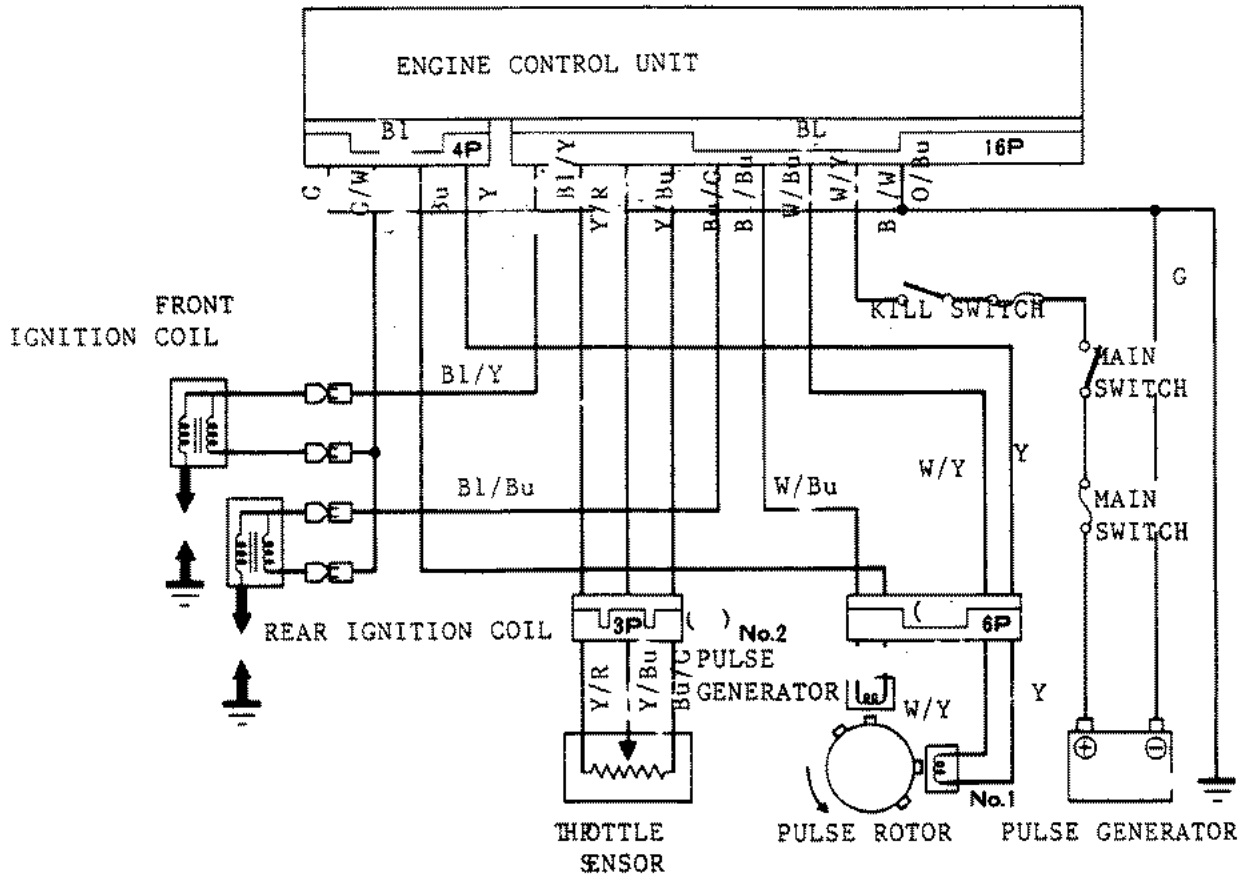 ENGINE CONTROL UNIT
Bl
4P
BL
16P
G
G/W
Bu
Y
Bl/Y
Y/R
Y/Bu
Bu/G
B /Bu
W/Bu
W/Y
B /W
O/Bu
G
KILL SWITCH
FRONT
IGNITION COIL
MAIN
SWITCH
Bl/Y
W/Y
Y
Bl/Bu
W/Bu
MAIN
SWITCH
REAR IGNITION COIL
3P
( )
No.2
PULSE
GENERATOR
(
6P
Y/R
Y/Bu
Bu/G
W/Y
Y
+
−
No.1
THROTTLE
SENSOR
PULSE ROTOR
PULSE GENERATOR